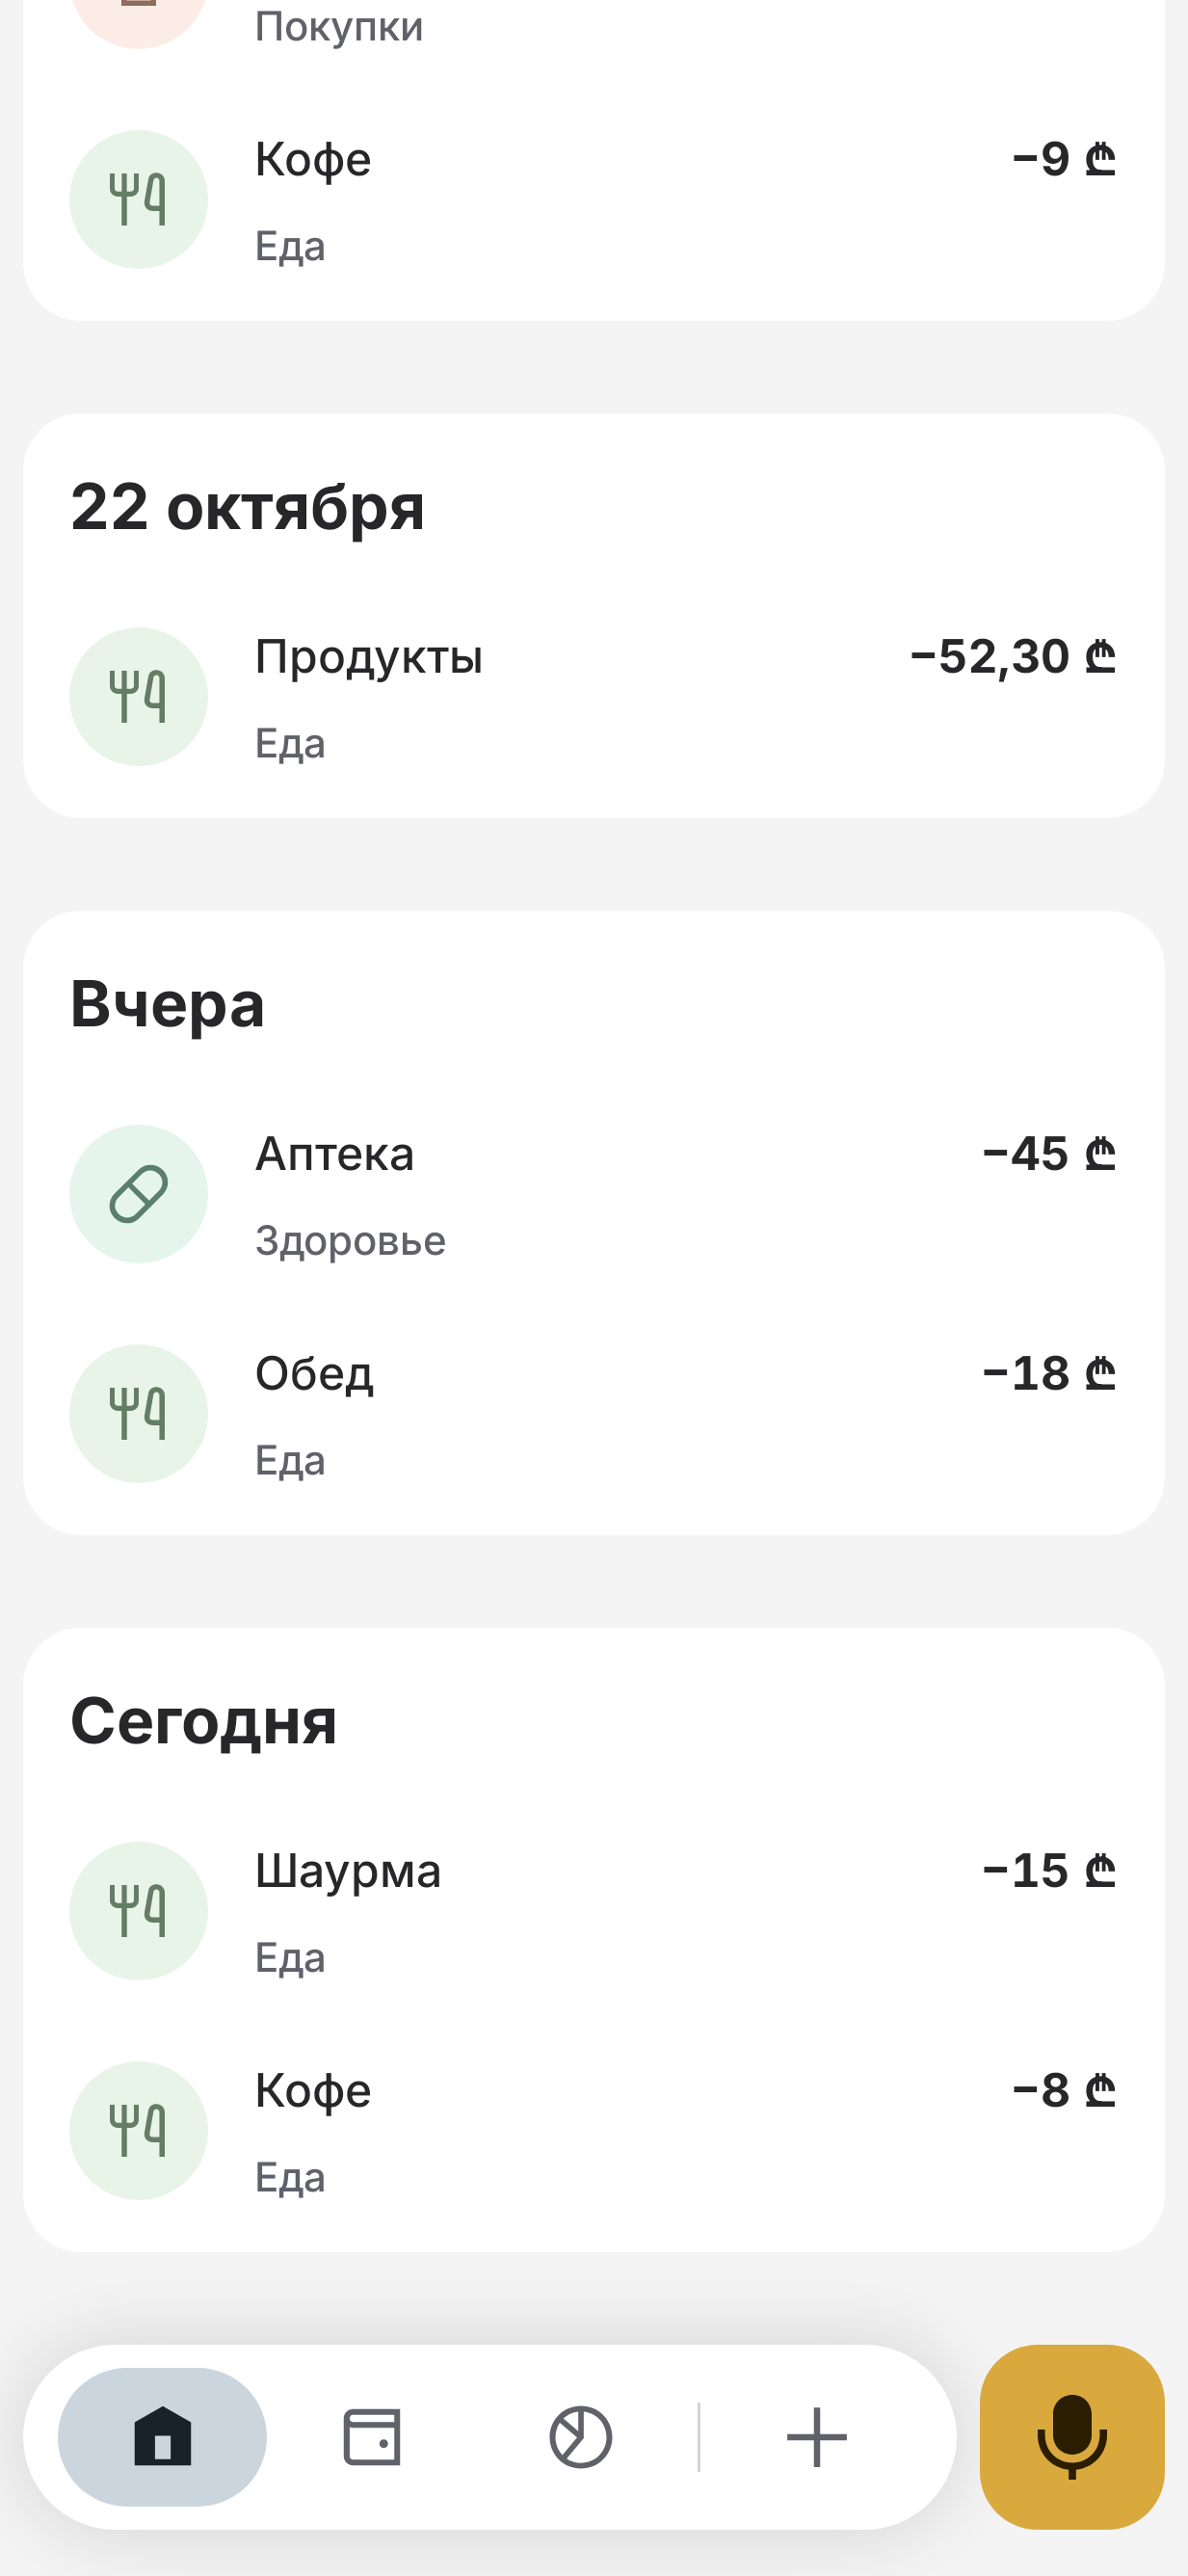 Покупки
Кофе
−9 ₾
Еда
22 октября
Продукты
−52,30 ₾
Еда
Вчера
Аптека
−45 ₾
Здоровье
Обед
−18 ₾
Еда
Сегодня
Шаурма
−15 ₾
Еда
Кофе
−8 ₾
Еда